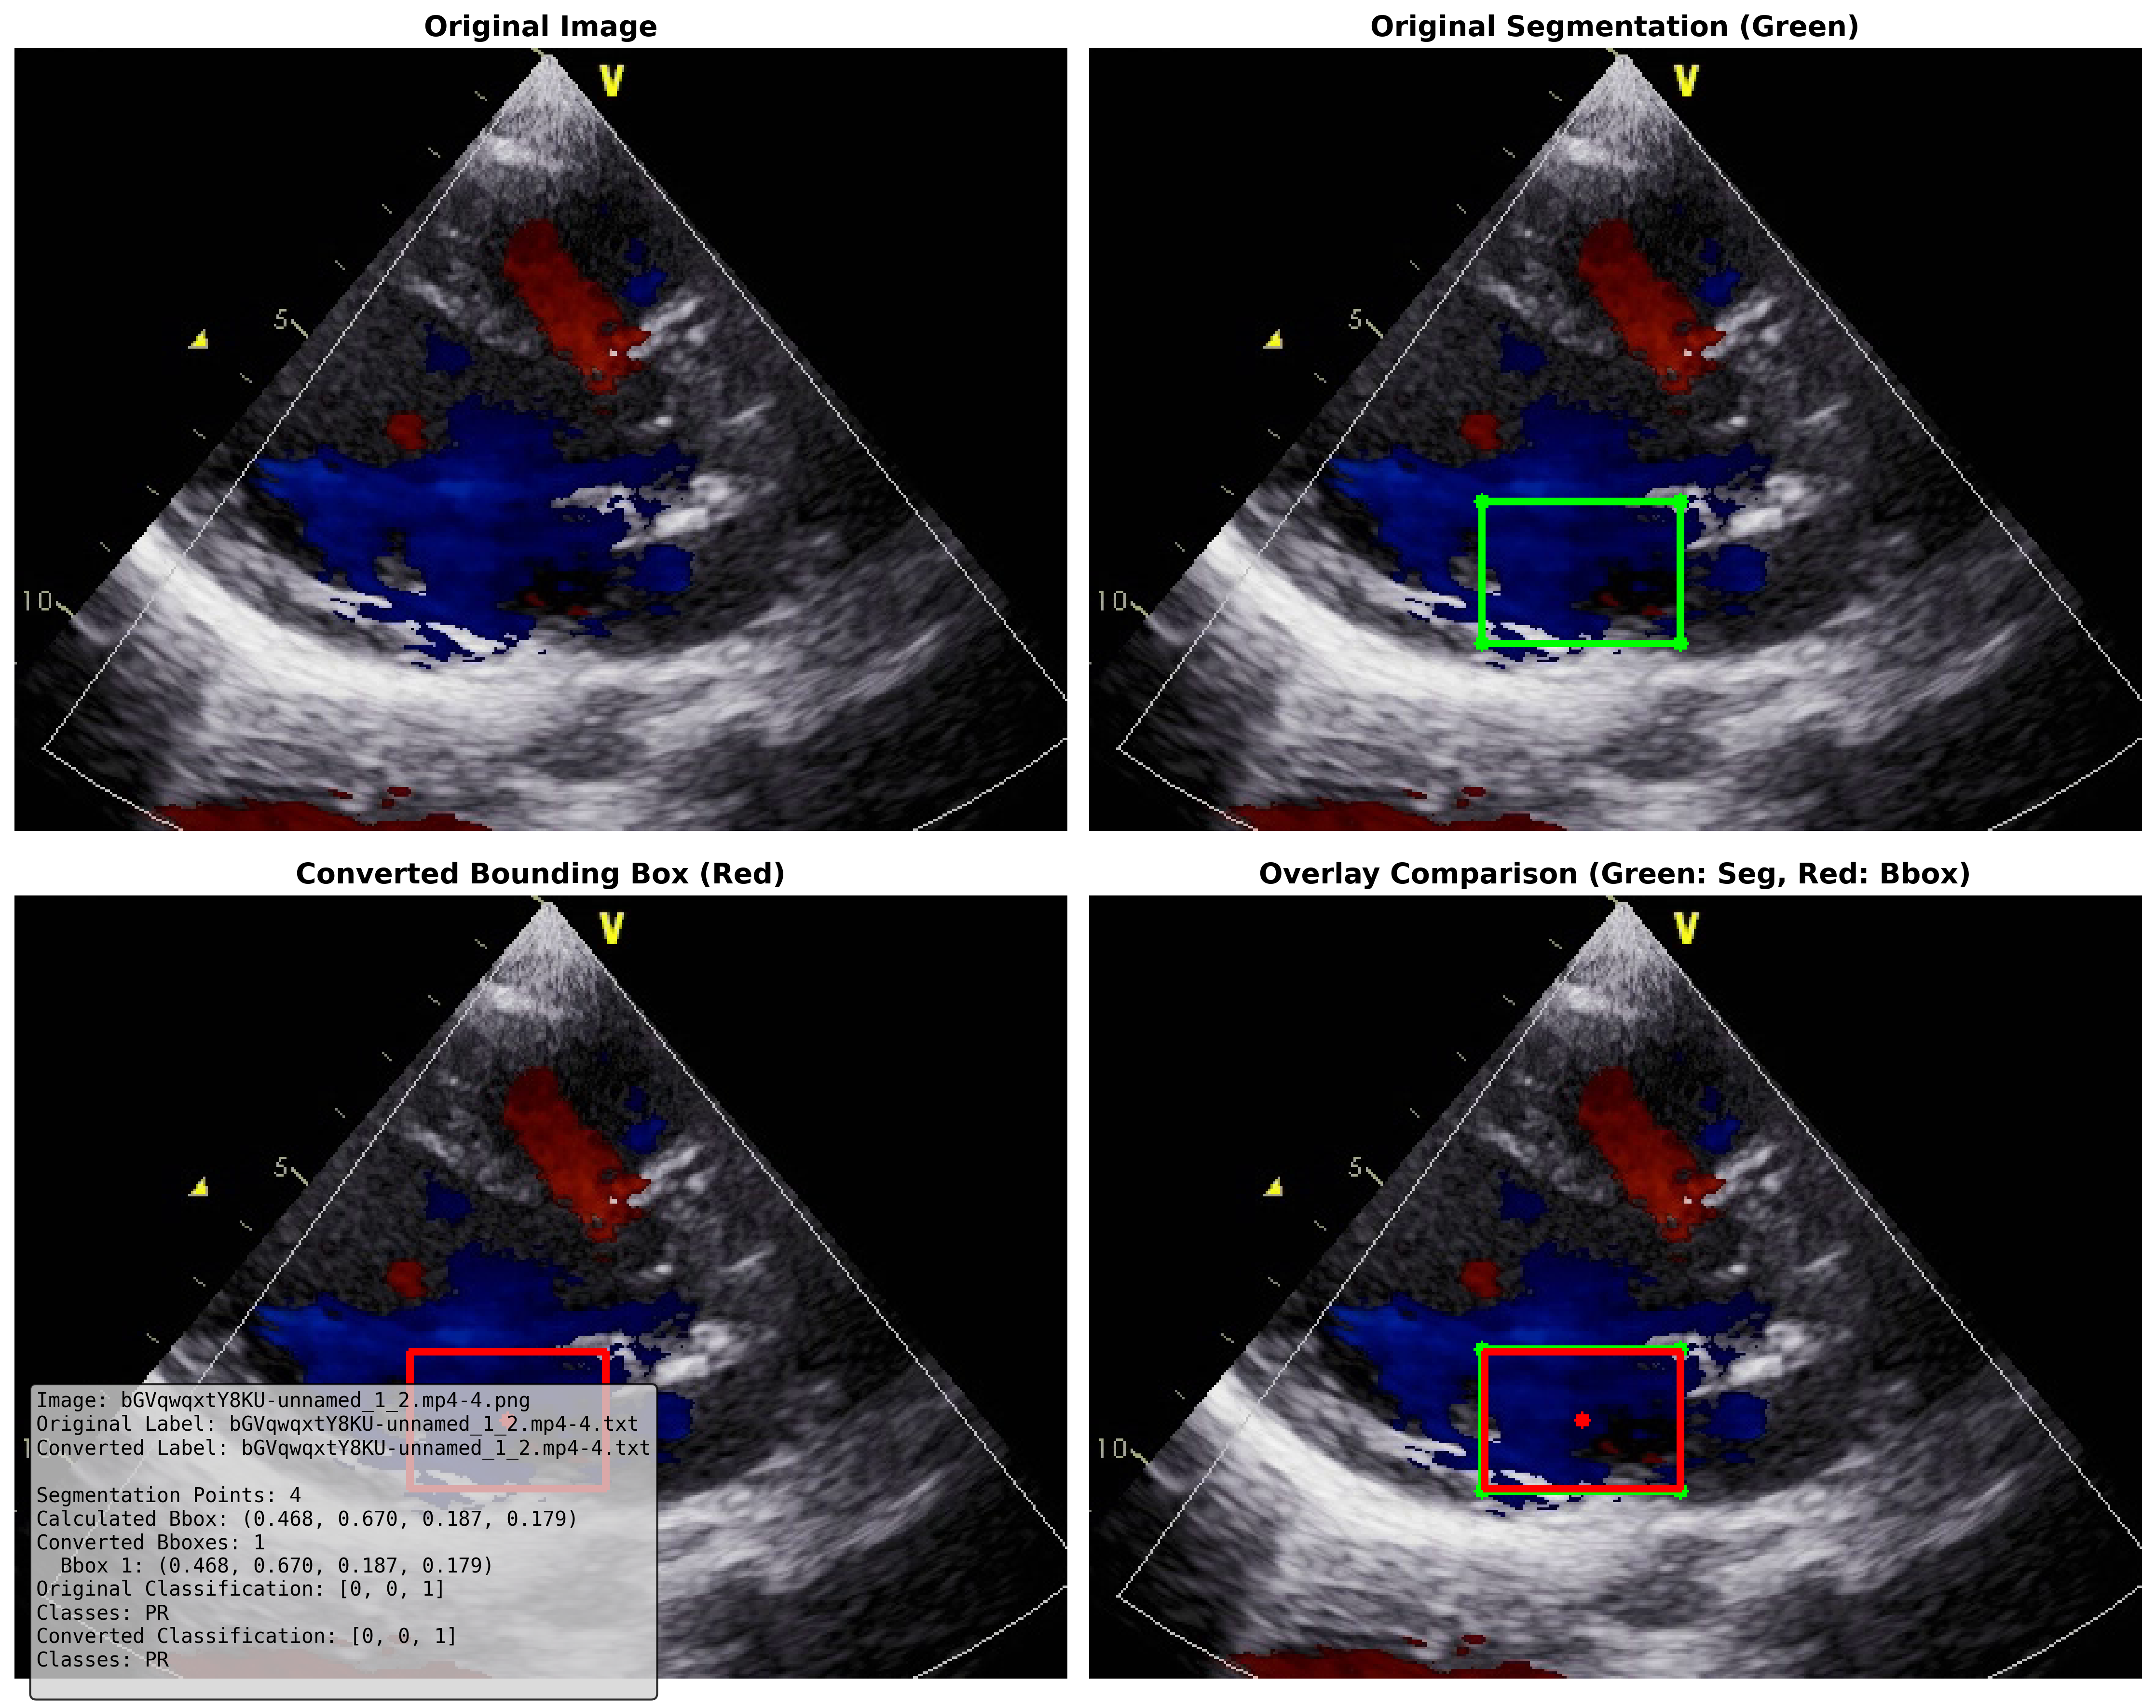 Original Image
Original Segmentation (Green)
V
5
10
V
5
10
Converted Bounding Box (Red)
Overlay Comparison (Green: Seg, Red: Bbox)
V
5
1
V
5
10
Image: bGVqwqxtY8KU-unnamed_1_2.mp4-4.png
Original Label: bGVqwqxtY8KU-unnamed_1_2.mp4-4.txt
Converted Label: bGVqwqxtY8KU-unnamed_1_2.mp4-4.txt
Segmentation Points: 4
Calculated Bbox: (0.468, 0.670, 0.187, 0.179)
Converted Bboxes: 1
Bbox 1: (0.468, 0.670, 0.187, 0.179)
Original Classification: [0, 0, 1]
Classes: PR
Converted Classification: [0, 0, 1]
Classes: PR